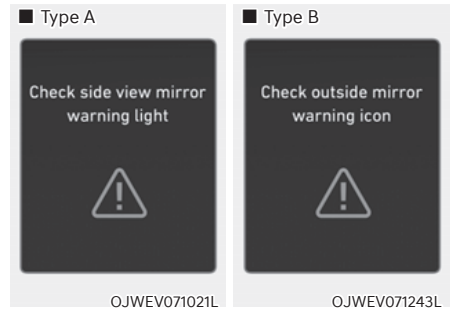 ■ Type A
Check side view mirror
warning light
OJWEV071021L
■ Type B
Check outside mirror
warning icon
OJWEV071243L